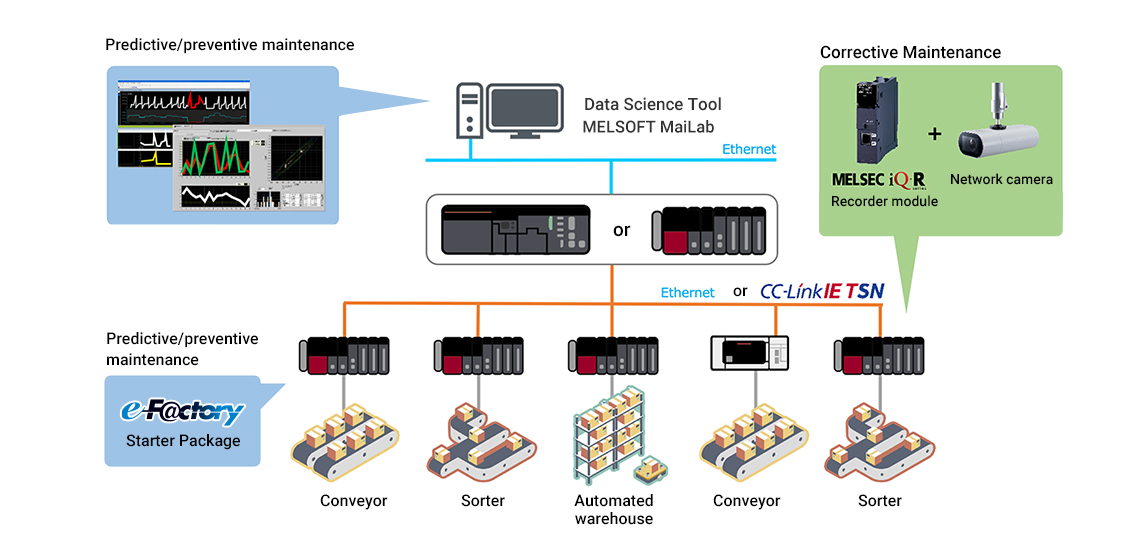 Predictive/preventive maintenance
Corrective Maintenance
Data Science Tool
MELSOFT MaiLab
Ethernet
+
MELSEC iQ-R
series
Recorder module
Network camera
or
Ethernet or CC-Link IE TSN
Predictive/preventive
maintenance
e-F@ctory
Starter Package
Conveyor
Sorter
Automated
warehouse
Conveyor
Sorter